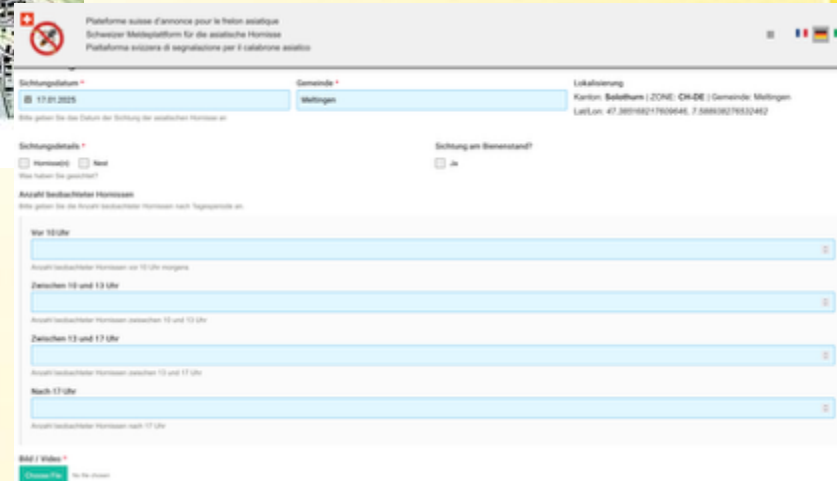 Plateforme suisse d'annonce pour le frelon asiatique
Schweizer Meldeplattform für die asiatische Hornisse
Piattaforma svizzera di segnalazione per il calabrone asiatico
Sichtungsdatum *
17.01.2025
Bitte geben Sie das Datum der Sichtung der asiatischen Hornisse an
Gemeinde *
Meltingen
Lokalisierung
Kanton: Solothurn | ZONE: CH-DE | Gemeinde: Meltingen
Lat/Lon:
Sichtungsdetails *
Hornisse(n) Nest
Was haben Sie gesichtet?
Sichtung am Bienenstand?
Ja
Anzahl beobachteter Hornissen
Bitte geben Sie die Anzahl beobachteter Hornissen nach Tagesperiode an.
Vor 10 Uhr
Anzahl beobachteter Hornissen vor 10 Uhr morgens
Zwischen 10 und 13 Uhr
Anzahl beobachteter Hornissen zwischen 10 und 13 Uhr
Zwischen 13 und 17 Uhr
Anzahl beobachteter Hornissen zwischen 13 und 17 Uhr
Nach 17 Uhr
Anzahl beobachteter Hornissen nach 17 Uhr
Bild / Video *
Choose File No file chosen